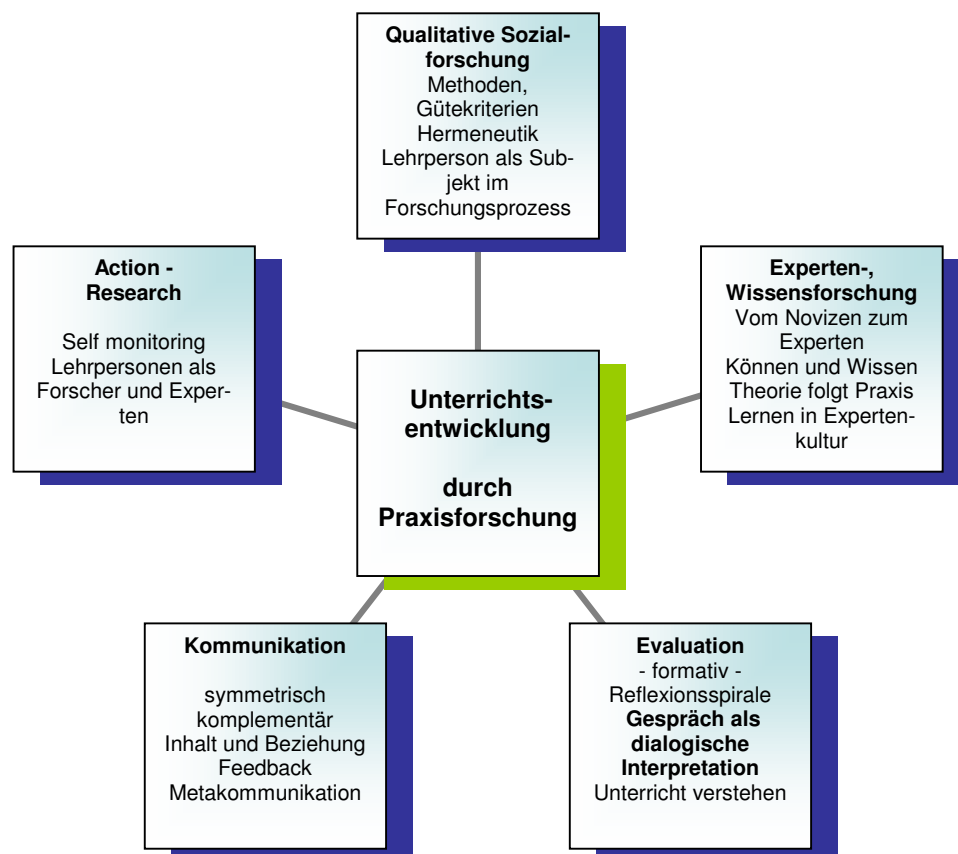 Qualitative Sozial-
forschung
Methoden,
Gütekriterien
Hermeneutik
Lehrperson als Sub-
jekt im
Forschungsprozess
Action -
Research
Self monitoring
Lehrpersonen als
Forscher und Exper-
ten
Experten-,
Wissensforschung
Vom Novizen zum
Experten
Können und Wissen
Theorie folgt Praxis
Lernen in Experten-
kultur
Unterrichts-
entwicklung
durch
Praxisforschung
Kommunikation
symmetrisch
komplementär
Inhalt und Beziehung
Feedback
Metakommunikation
Evaluation
- formativ -
Reflexionsspirale
Gespräch als
dialogische
Interpretation
Unterricht verstehen